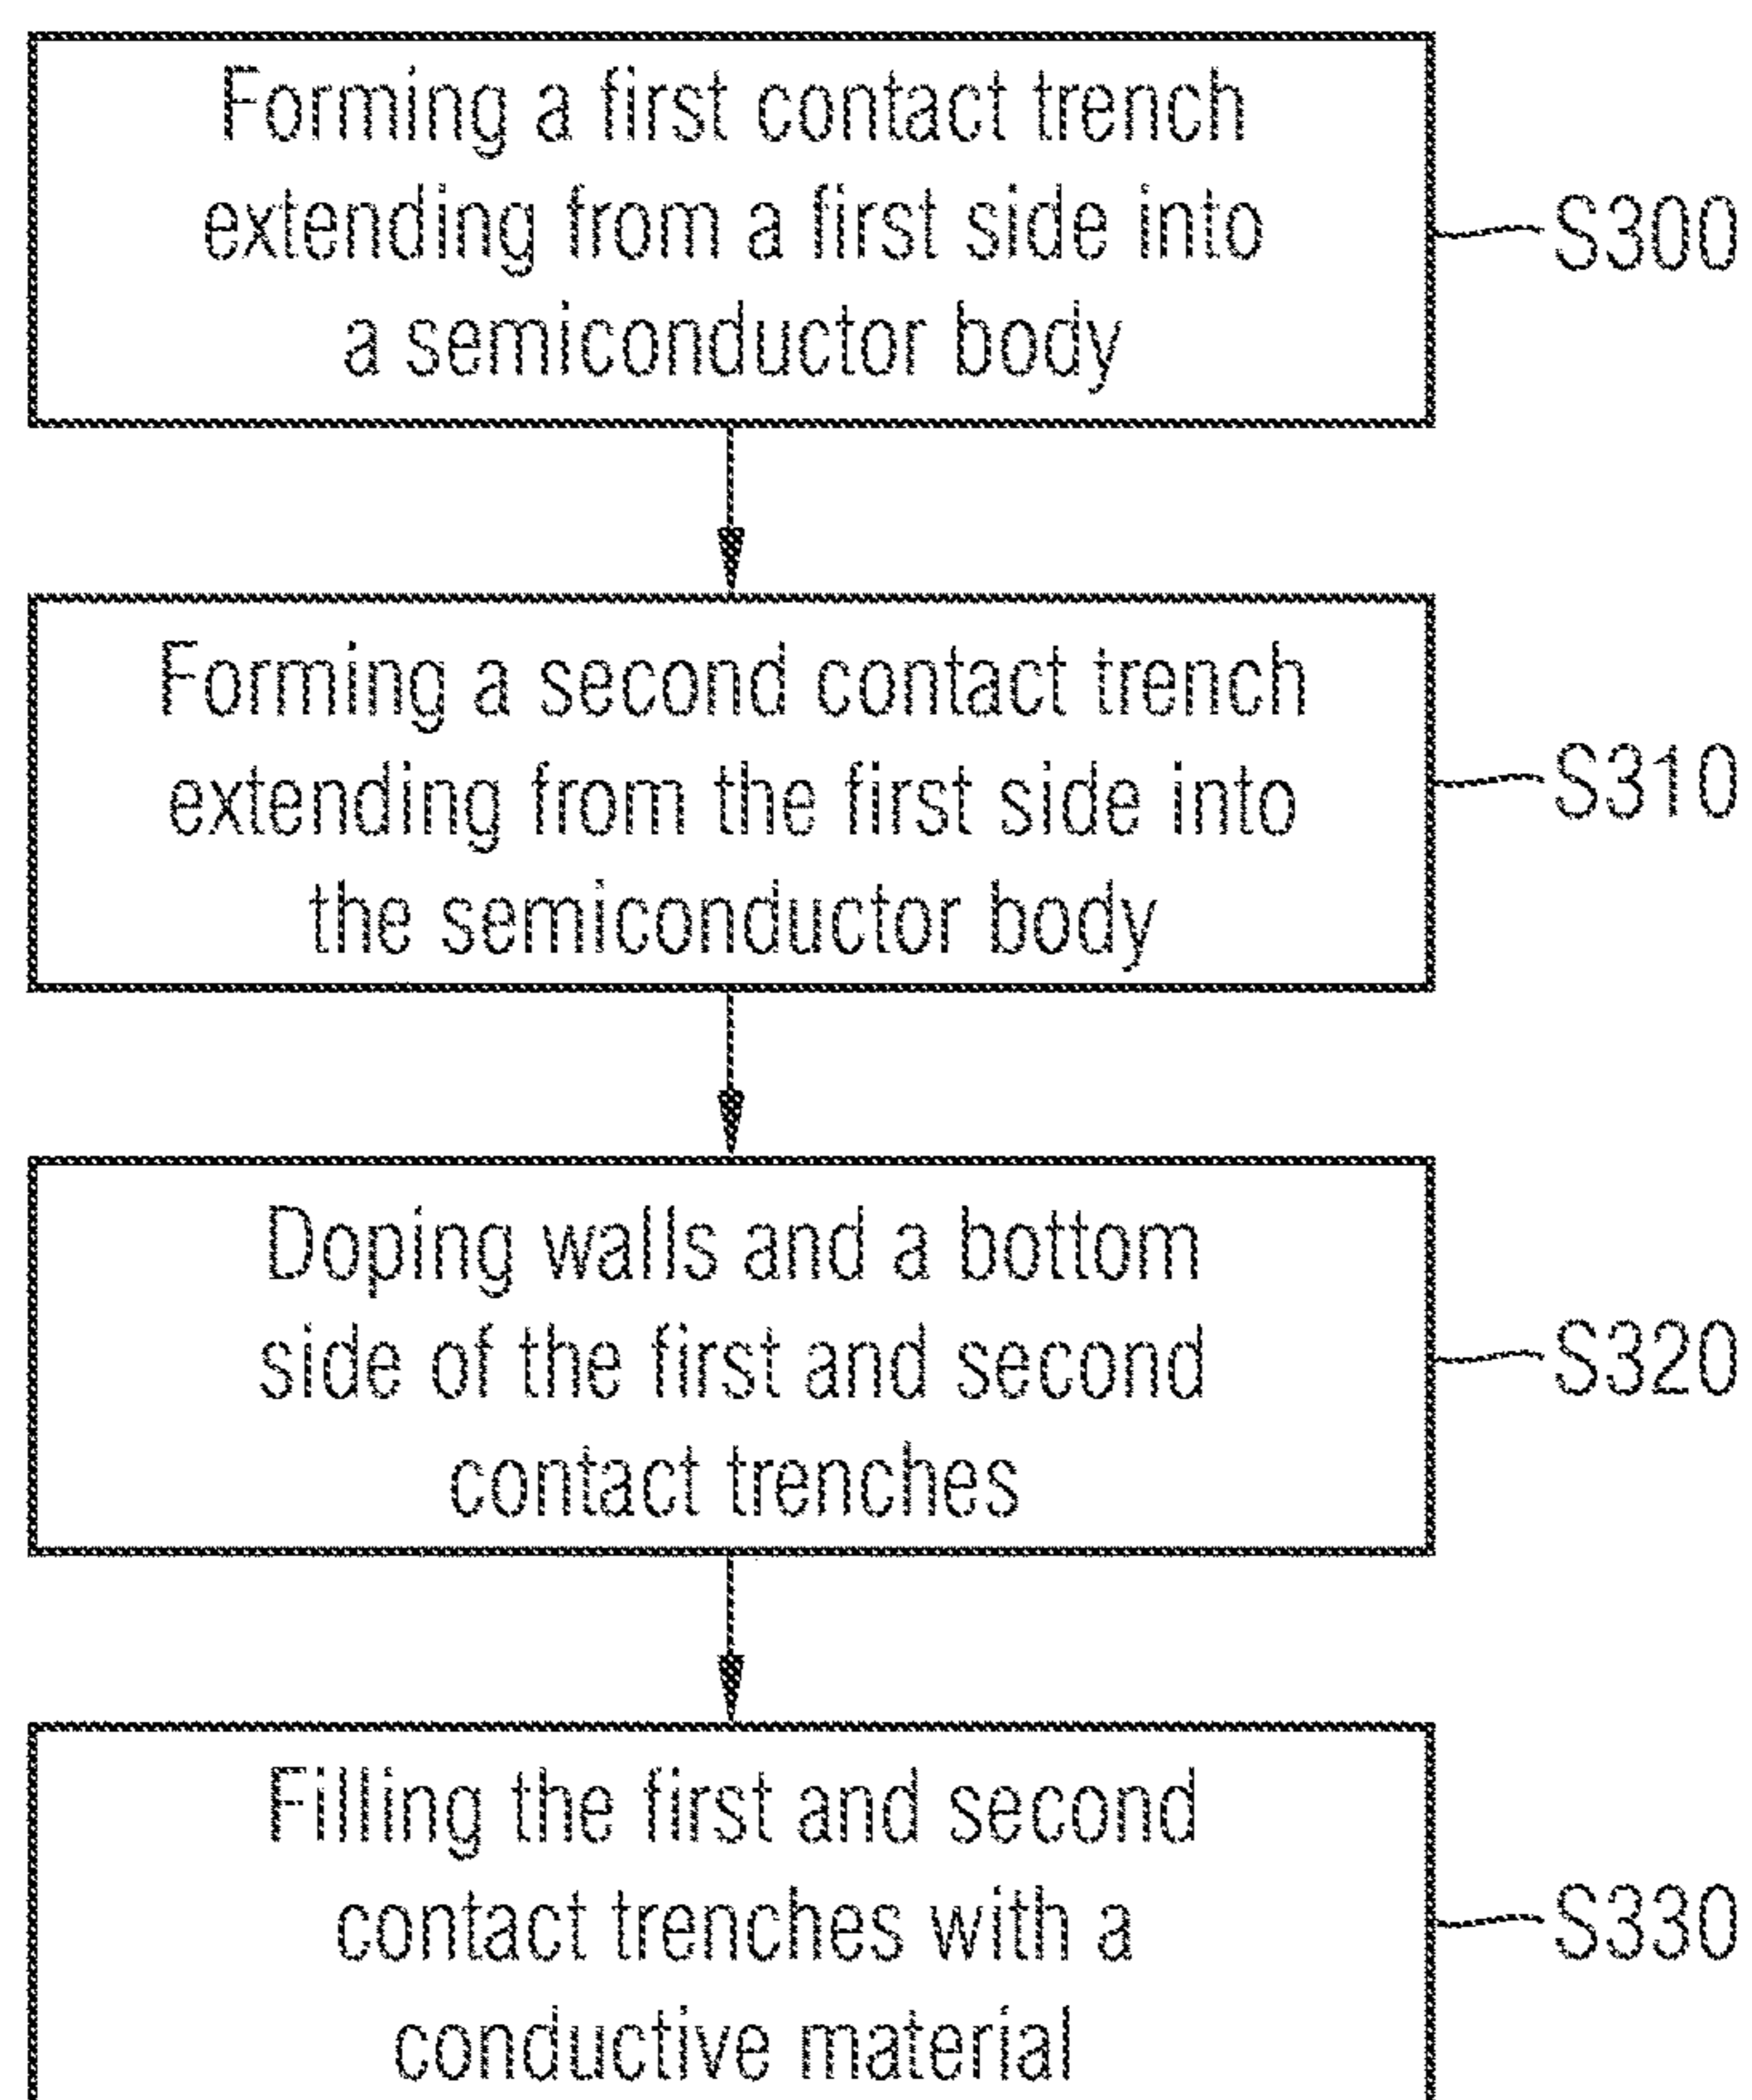 Forming a first contact trench
extending from a first side into
a semiconductor body
S300
Forming a second contact trench
extending from the first side into
the semiconductor body
S310
Doping walls and a bottom
side of the first and second
contact trenches
S320
Filling the first and second
contact trenches with a
conductive material
S330